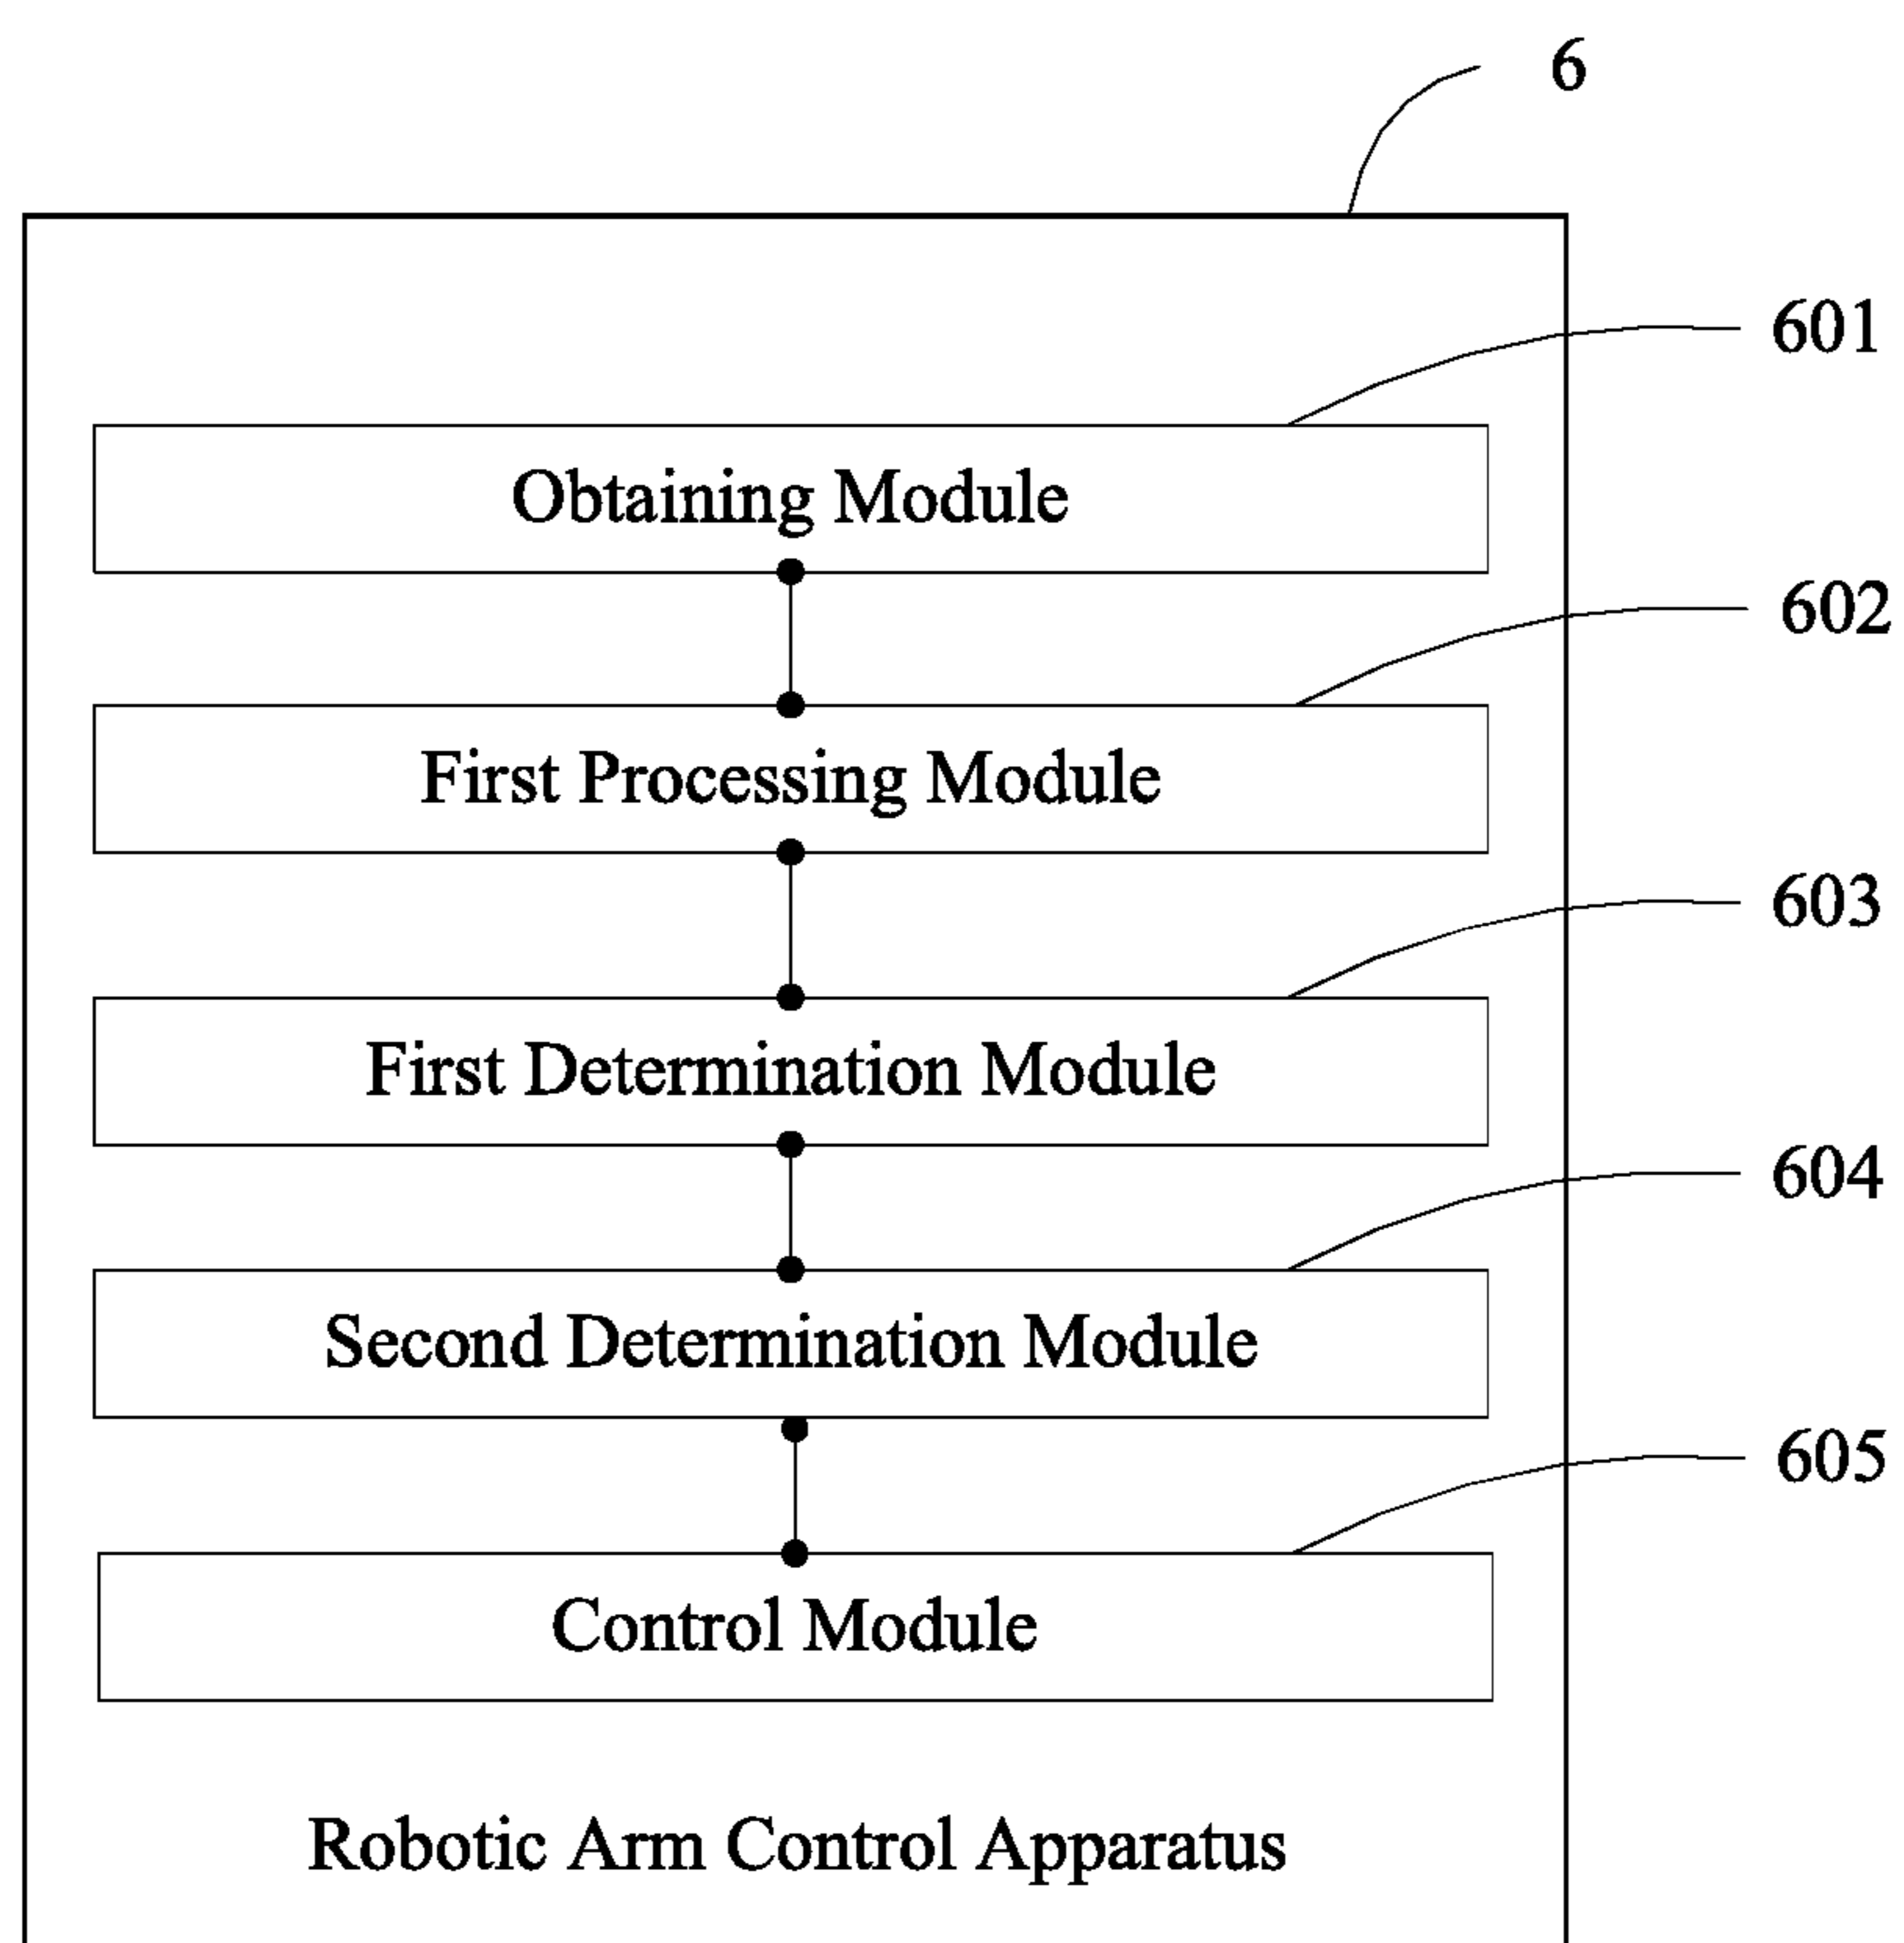 6
601
Obtaining Module
602
First Processing Module
603
First Determination Module
604
Second Determination Module
605
Control Module
Robotic Arm Control Apparatus